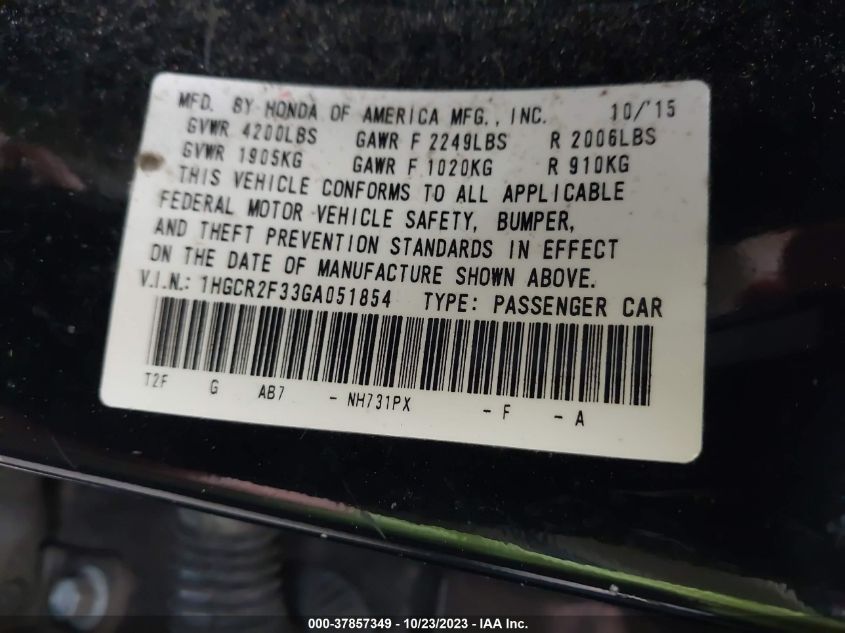 MFD. BY HONDA OF AMERICA MFG., INC. 10/'15
GVWR 4200LBS GAWR F 2249LBS R 2006LBS
GVWR 1905KG GAWR F 1020KG R 910KG
THIS VEHICLE CONFORMS TO ALL APPLICABLE
FEDERAL MOTOR VEHICLE SAFETY, BUMPER,
AND THEFT PREVENTION STANDARDS IN EFFECT
ON THE DATE OF MANUFACTURE SHOWN ABOVE.
V.I.N.: 1HGCR2F33GA051854 TYPE: PASSENGER CAR
T2F G AB7 - NH731PX - F - A
000-37857349 | 10/23/2023 - IAA Inc.